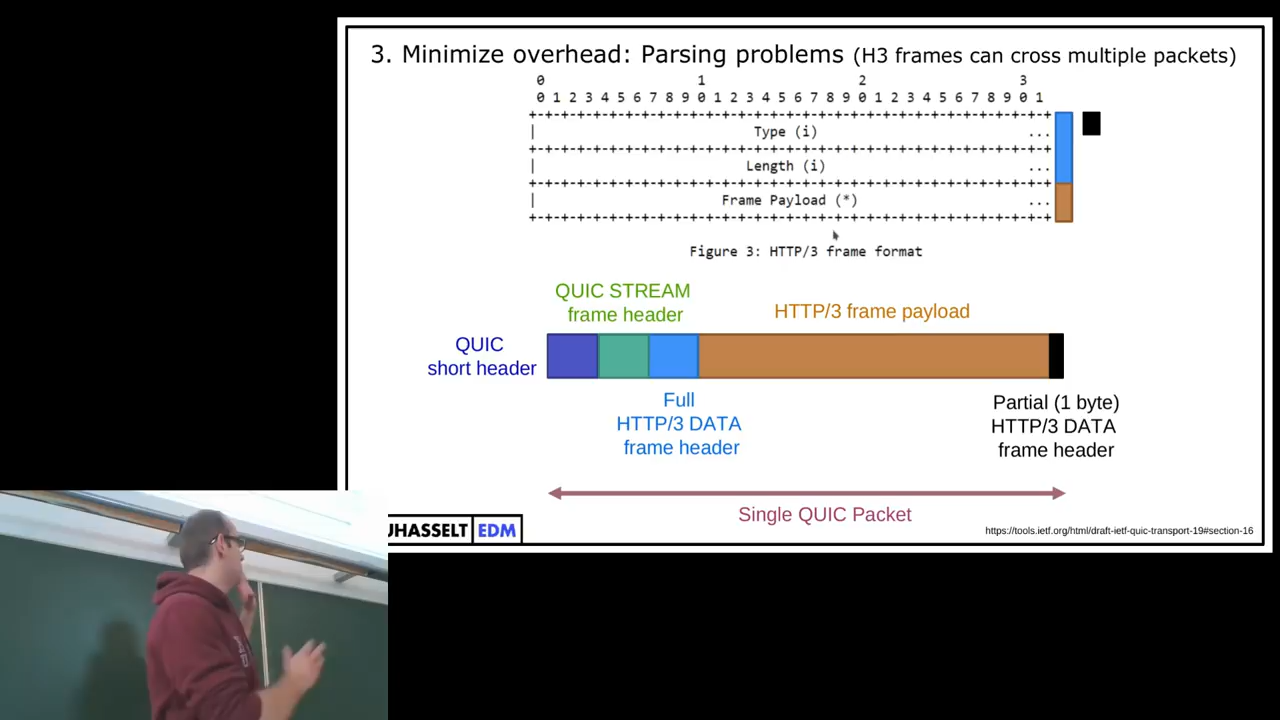 3. Minimize overhead: Parsing problems (H3 frames can cross multiple packets)
0 1 2 3
0 1 2 3 4 5 6 7 8 9 0 1 2 3 4 5 6 7 8 9 0 1 2 3 4 5 6 7 8 9 0 1
+-+-+-+-+-+-+-+-+-+-+-+-+-+-+-+-+-+-+-+-+-+-+-+-+-+-+-+-+-+-+-+-+
| Type (i) ...
+-+-+-+-+-+-+-+-+-+-+-+-+-+-+-+-+-+-+-+-+-+-+-+-+-+-+-+-+-+-+-+-+
| Length (i) ...
+-+-+-+-+-+-+-+-+-+-+-+-+-+-+-+-+-+-+-+-+-+-+-+-+-+-+-+-+-+-+-+-+
| Frame Payload (*) ...
+-+-+-+-+-+-+-+-+-+-+-+-+-+-+-+-+-+-+-+-+-+-+-+-+-+-+-+-+-+-+-+-+
Figure 3: HTTP/3 frame format
QUIC STREAM
frame header
HTTP/3 frame payload
QUIC
short header
Full
HTTP/3 DATA
frame header
Partial (1 byte)
HTTP/3 DATA
frame header
Single QUIC Packet
UHASSELT EDM
https://tools.ietf.org/html/draft-ietf-quic-transport-19#section-16